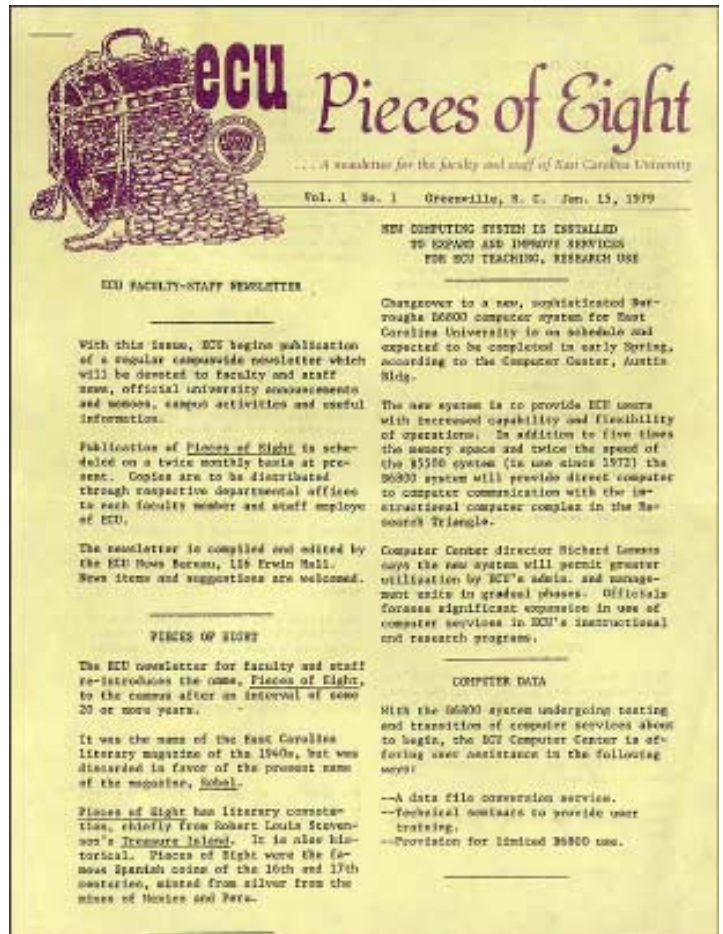 ecu
Pieces of Eight
. . . A newsletter for the faculty and staff of East Carolina University
Vol. 1 No. 1 Greenville, N. C. Jan. 15, 1979
ECU FACULTY-STAFF NEWSLETTER
With this issue, ECU begins publication
of a regular campuswide newsletter which
will be devoted to faculty and staff
news, official university announcements
and memoes, campus activities and useful
information.
Publication of Pieces of Eight is sche-
duled on a twice monthly basis at pre-
sent. Copies are to be distributed
through respective departmental offices
to each faculty member and staff employe
of ECU.
The newsletter is compiled and edited by
the ECU News Bureau, 116 Erwin Hall.
News items and suggestions are welcomed.
PIECES OF EIGHT
The ECU newsletter for faculty and staff
re-introduces the name, Pieces of Eight,
to the campus after an interval of some
20 or more years.
It was the name of the East Carolina
literary magazine of the 1940s, but was
discarded in favor of the present name
of the magazine, Rebel.
Pieces of Eight has literary connota-
tion, chiefly from Robert Louis Steven-
son's Treasure Island. It is also his-
torical. Pieces of Eight were the fa-
mous Spanish coins of the 16th and 17th
centuries, minted from silver from the
mines of Mexico and Peru.
NEW COMPUTING SYSTEM IS INSTALLED
TO EXPAND AND IMPROVE SERVICES
FOR ECU TEACHING, RESEARCH USE
Changeover to a new, sophisticated Bur-
roughs B6800 computer system for East
Carolina University is on schedule and
expected to be completed in early Spring,
according to the Computer Center, Austin
Bldg.
The new system is to provide ECU users
with increased capability and flexibility
of operations. In addition to five times
the memory space and twice the speed of
the B5500 system (in use since 1972) the
B6800 system will provide direct computer
to computer communication with the in-
structional computer complex in the Re-
search Triangle.
Computer Center director Richard
says the new system will permit greater
utilization by ECU's admin. and manage-
ment units in gradual phases. Officials
foresee significant expansion in use of
computer services in ECU's instructional
and research programs.
COMPUTER DATA
With the B6800 system undergoing testing
and transition of computer services about
to begin, the ECU Computer Center is of-
fering user assistance in the following
ways:
--A data file conversion service.
--Technical seminars to provide user
training.
--Provision for limited B6800 use.